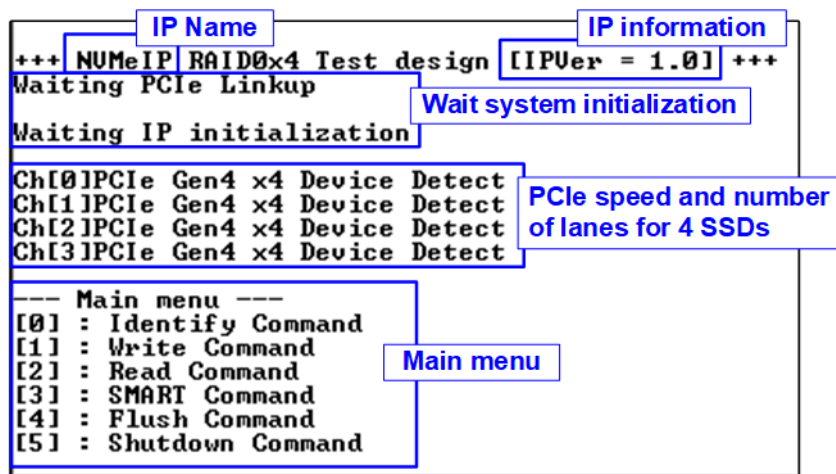 IP Name
IP information
+++ NVMeIP RAID0x4 Test design [IPVer = 1.0] +++
Waiting PCIe Linkup
Wait system initialization
Waiting IP initialization
Ch[0]PCIe Gen4 x4 Device Detect
Ch[1]PCIe Gen4 x4 Device Detect
Ch[2]PCIe Gen4 x4 Device Detect
Ch[3]PCIe Gen4 x4 Device Detect
PCIe speed and number
of lanes for 4 SSDs
--- Main menu ---
[0] : Identify Command
[1] : Write Command
[2] : Read Command
[3] : SMART Command
[4] : Flush Command
[5] : Shutdown Command
Main menu